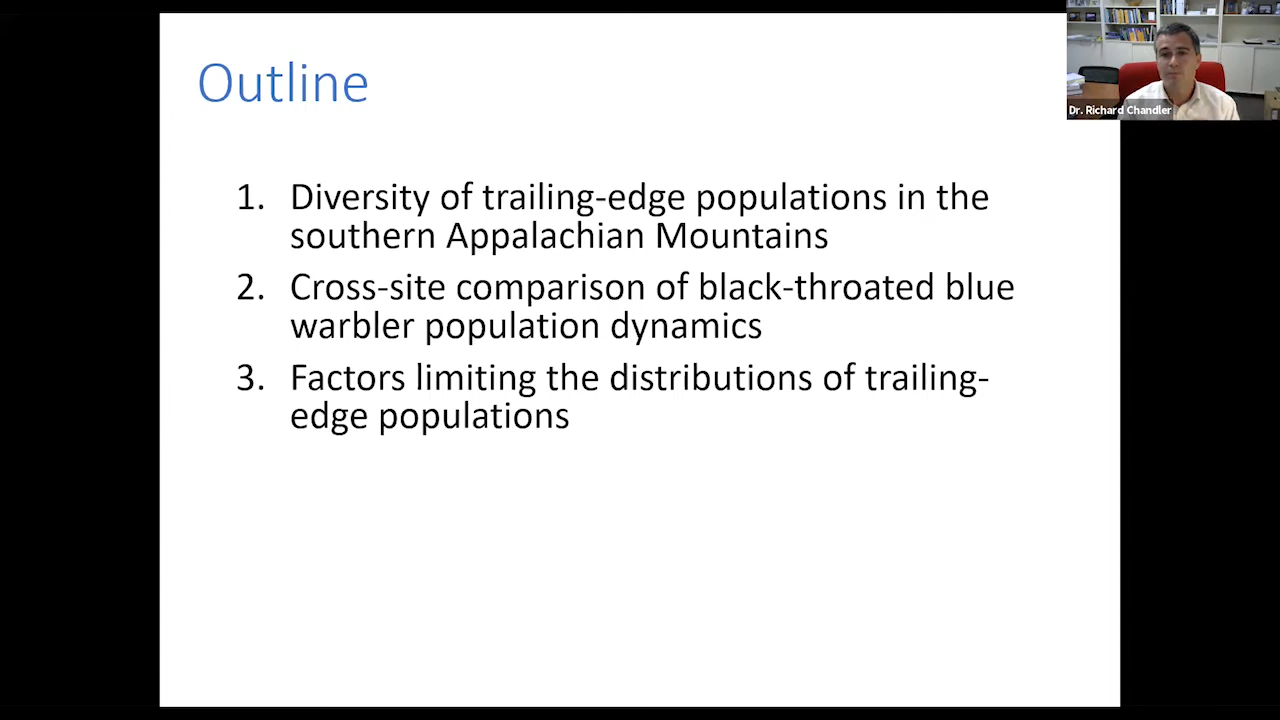 Outline
1. Diversity of trailing-edge populations in the
southern Appalachian Mountains
2. Cross-site comparison of black-throated blue
warbler population dynamics
3. Factors limiting the distributions of trailing-
edge populations
Dr. Richard Chandler